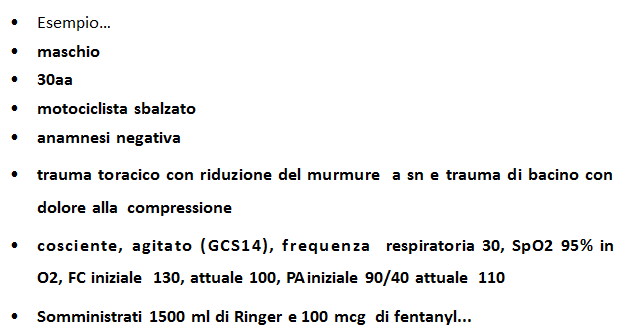 • Esempio…
• maschio
• 30aa
• motociclista sbalzato
• anamnesi negativa
• trauma toracico con riduzione del murmure a sn e trauma di bacino con
dolore alla compressione
• cosciente, agitato (GCS14), frequenza respiratoria 30, SpO2 95% in
O2, FC iniziale 130, attuale 100, PA iniziale 90/40 attuale 110
• Somministrati 1500 ml di Ringer e 100 mcg di fentanyl...